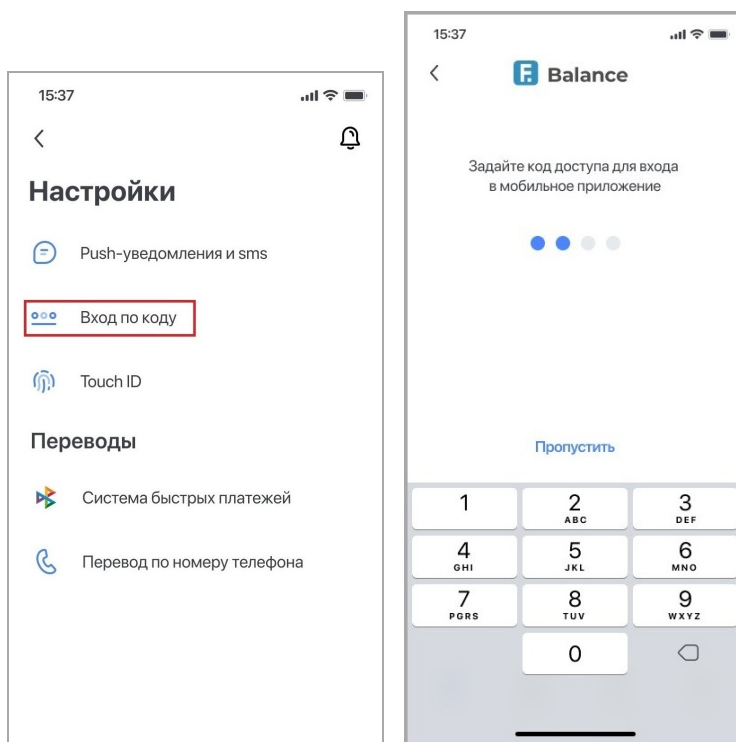 15:37
Настройки
Push-уведомления и sms
Вход по коду
Touch ID
Переводы
Система быстрых платежей
Перевод по номеру телефона
15:37
F. Balance
Задайте код доступа для входа
в мобильное приложение
Пропустить
1 2 3
ABC DEF
4 5 6
GHI JKL MNO
7 8 9
PGRS TUV WXYZ
0